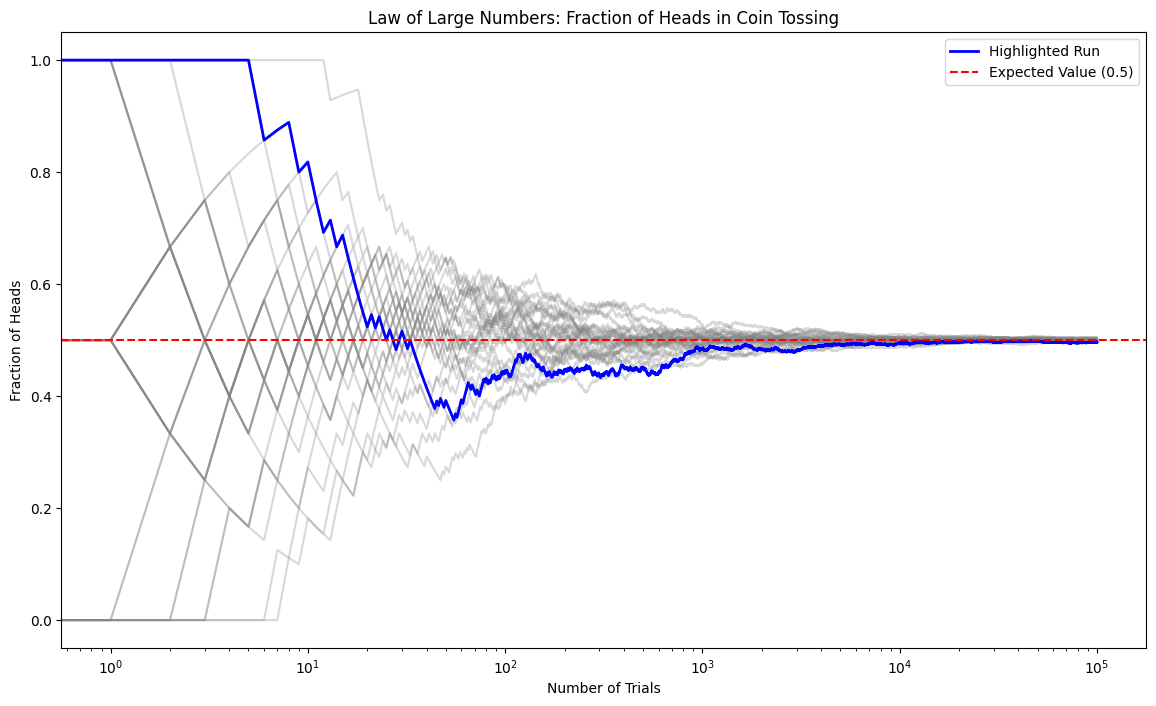 Law of Large Numbers: Fraction of Heads in Coin Tossing
Highlighted Run
Expected Value (0.5)
Fraction of Heads
1.0
0.8
0.6
0.4
0.2
0.0
10⁰
10¹
10²
10³
10⁴
10⁵
Number of Trials